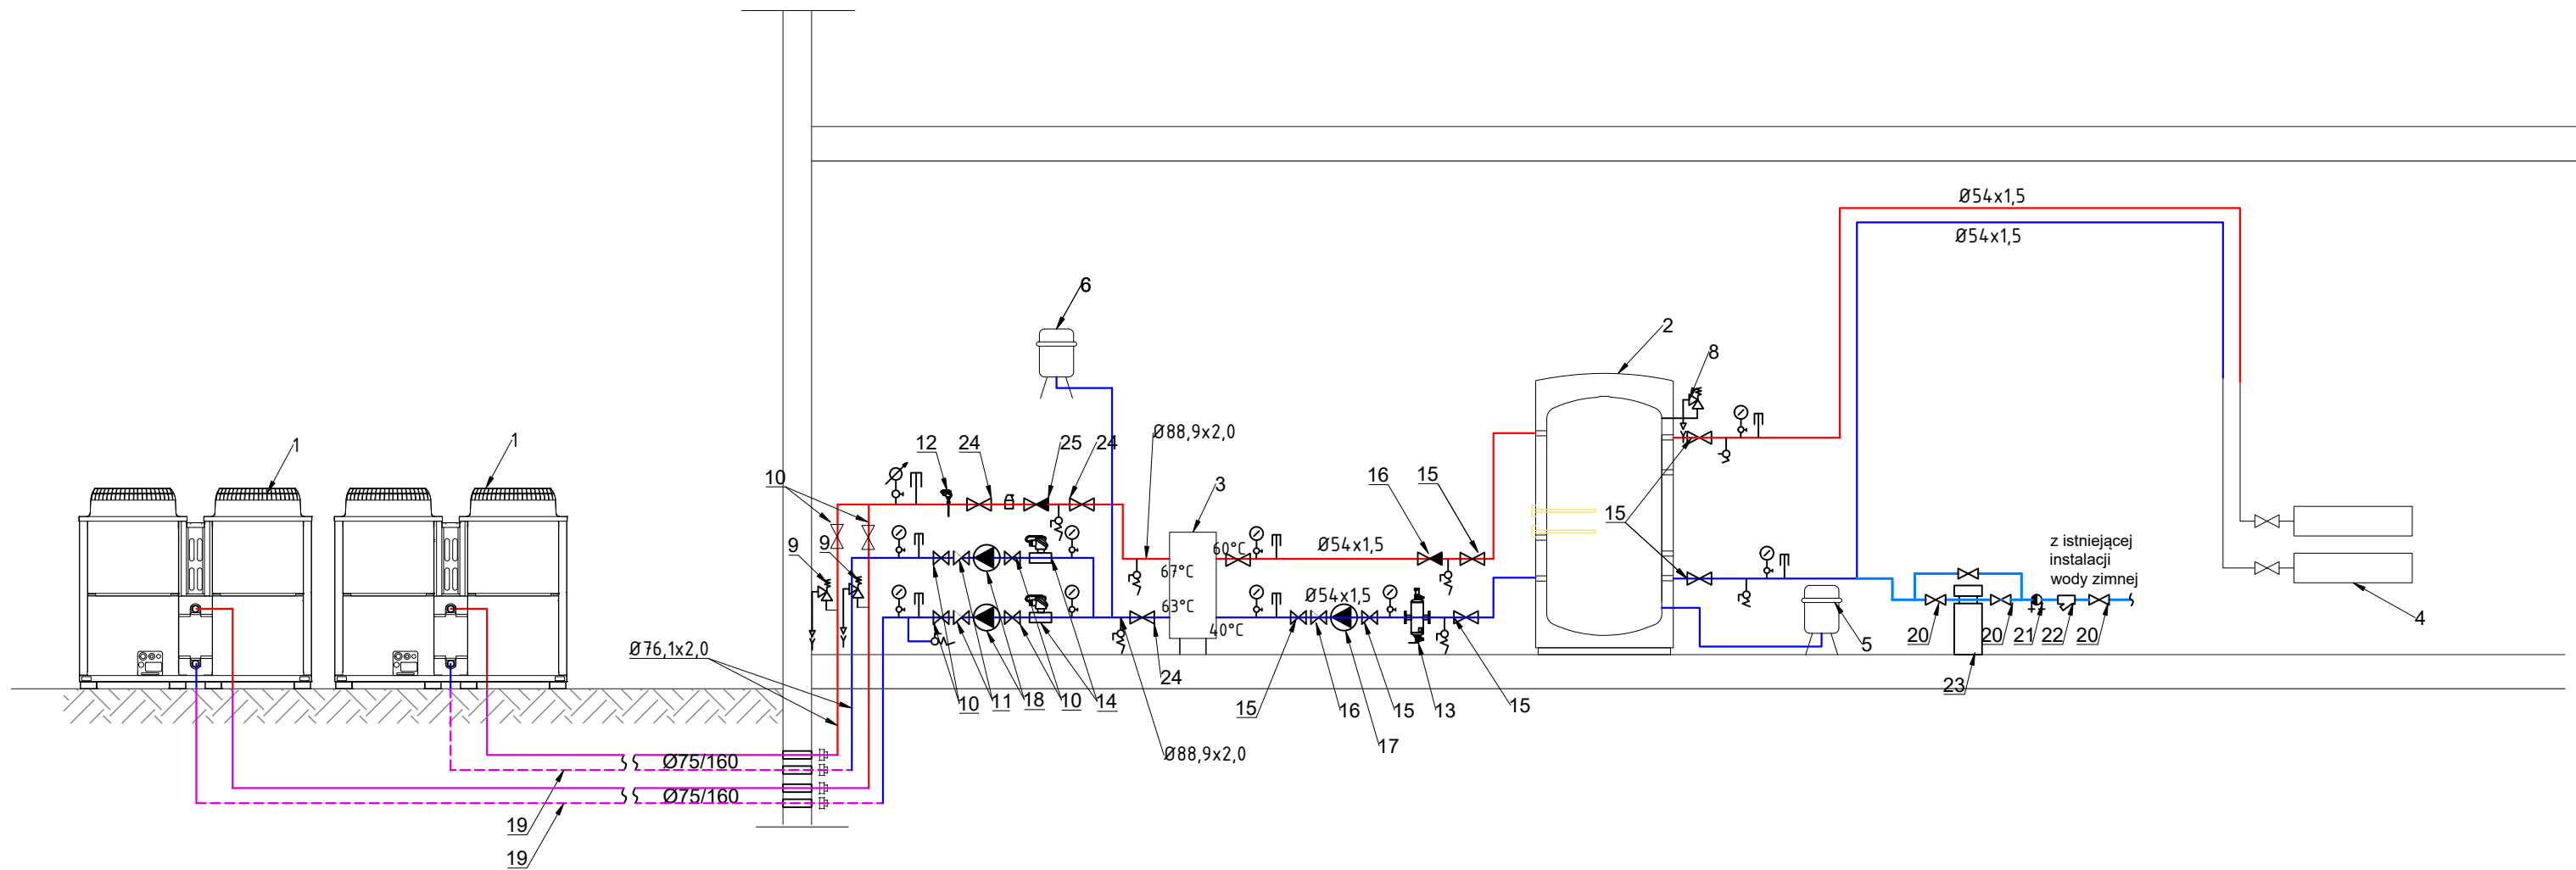 Ø54x1,5
Ø54x1,5
6
2
8
1
1
12
24
25
24
Ø88,9x2,0
10
3
16
15
15
9
9
60°C
Ø54x1,5
67°C
z istniejącej
instalacji
wody zimnej
63°C
Ø54x1,5
40°C
4
20
20
21
22
20
5
Ø76,1x2,0
24
23
10
11
18
10
14
15
16
15
13
15
17
Ø88,9x2,0
Ø75/160
Ø75/160
19
19